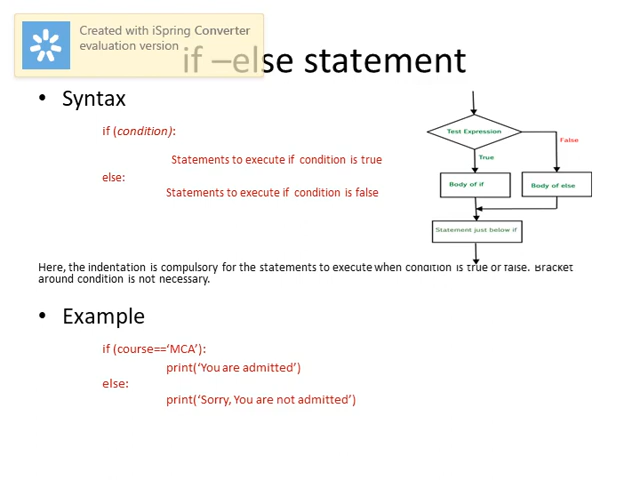 Created with iSpring Converter
evaluation version
if –else statement
• Syntax
if (condition):
Statements to execute if condition is true
else:
Statements to execute if condition is false
Test Expression
False
True
Body of if
Body of else
Statement just below if
Here, the indentation is compulsory for the statements to execute when condition is true or false. Bracket
around condition is not necessary.
• Example
if (course==‘MCA’):
print(‘You are admitted’)
else:
print(‘Sorry, You are not admitted’)